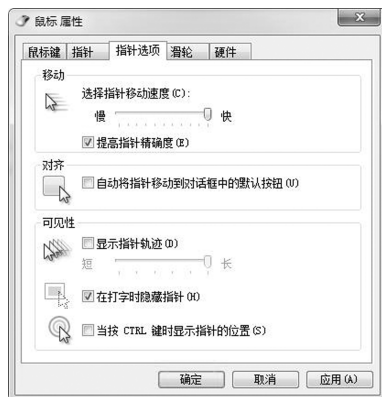 鼠标 属性
鼠标键 指针 指针选项 滑轮 硬件
移动
选择指针移动速度(C):
慢 快
提高指针精确度(E)
对齐
自动将指针移动到对话框中的默认按钮(U)
可见性
显示指针轨迹(D)
短 长
在打字时隐藏指针(H)
当按 CTRL 键时显示指针的位置(S)
确定 取消 应用(A)